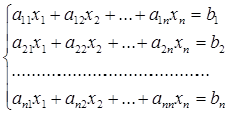 a₁₁x₁ + a₁₂x₂ + ... + a₁ₙxₙ = b₁
a₂₁x₁ + a₂₂x₂ + ... + a₂ₙxₙ = b₂
.......................................
aₙ₁x₁ + aₙ₂x₂ + ... + aₙₙxₙ = bₙ